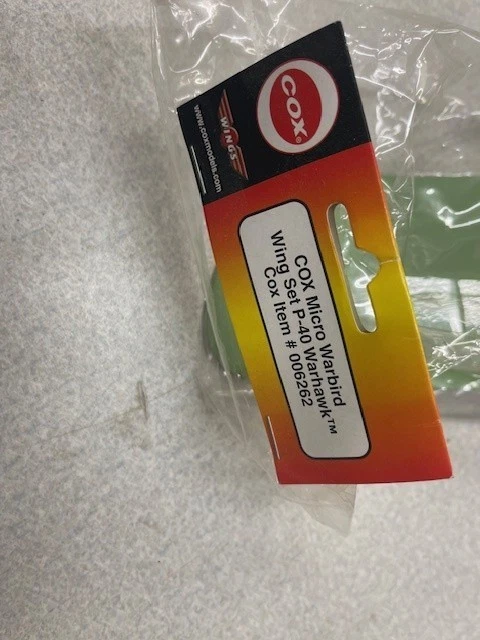 COX®
WINGS
www.coxmodels.com
COX Micro Warbird
Wing Set P-40 Warhawk™
Cox Item # 006262